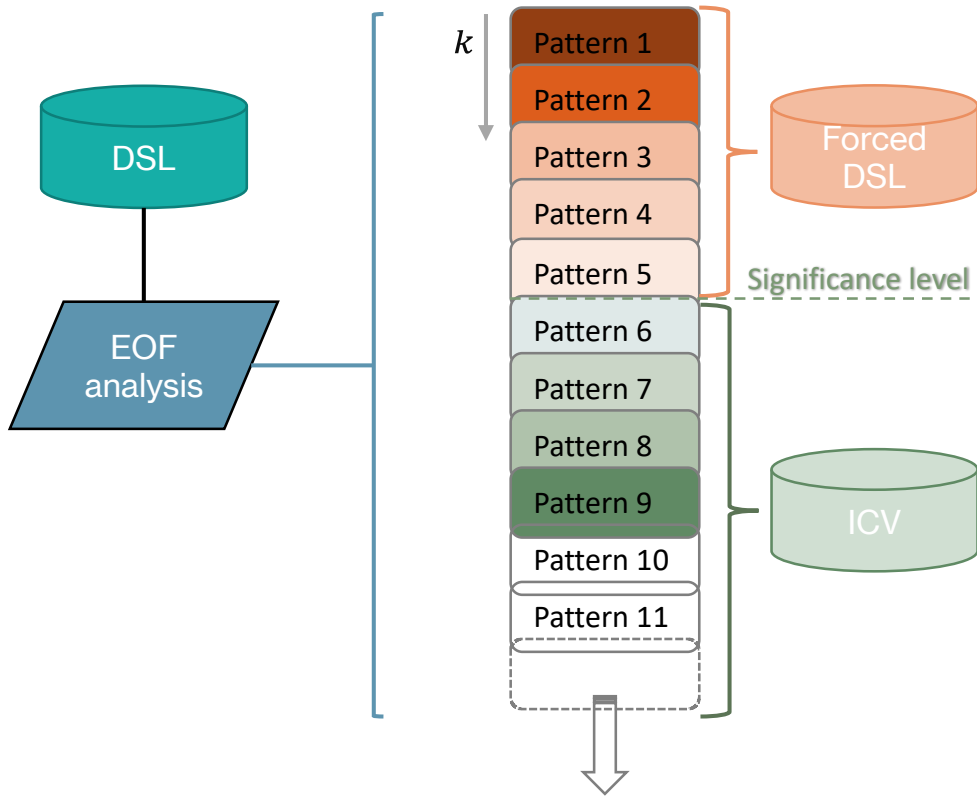 k
DSL
EOF
analysis
Pattern 1
Pattern 2
Pattern 3
Pattern 4
Pattern 5
Pattern 6
Pattern 7
Pattern 8
Pattern 9
Pattern 10
Pattern 11
Forced
DSL
Significance level
ICV